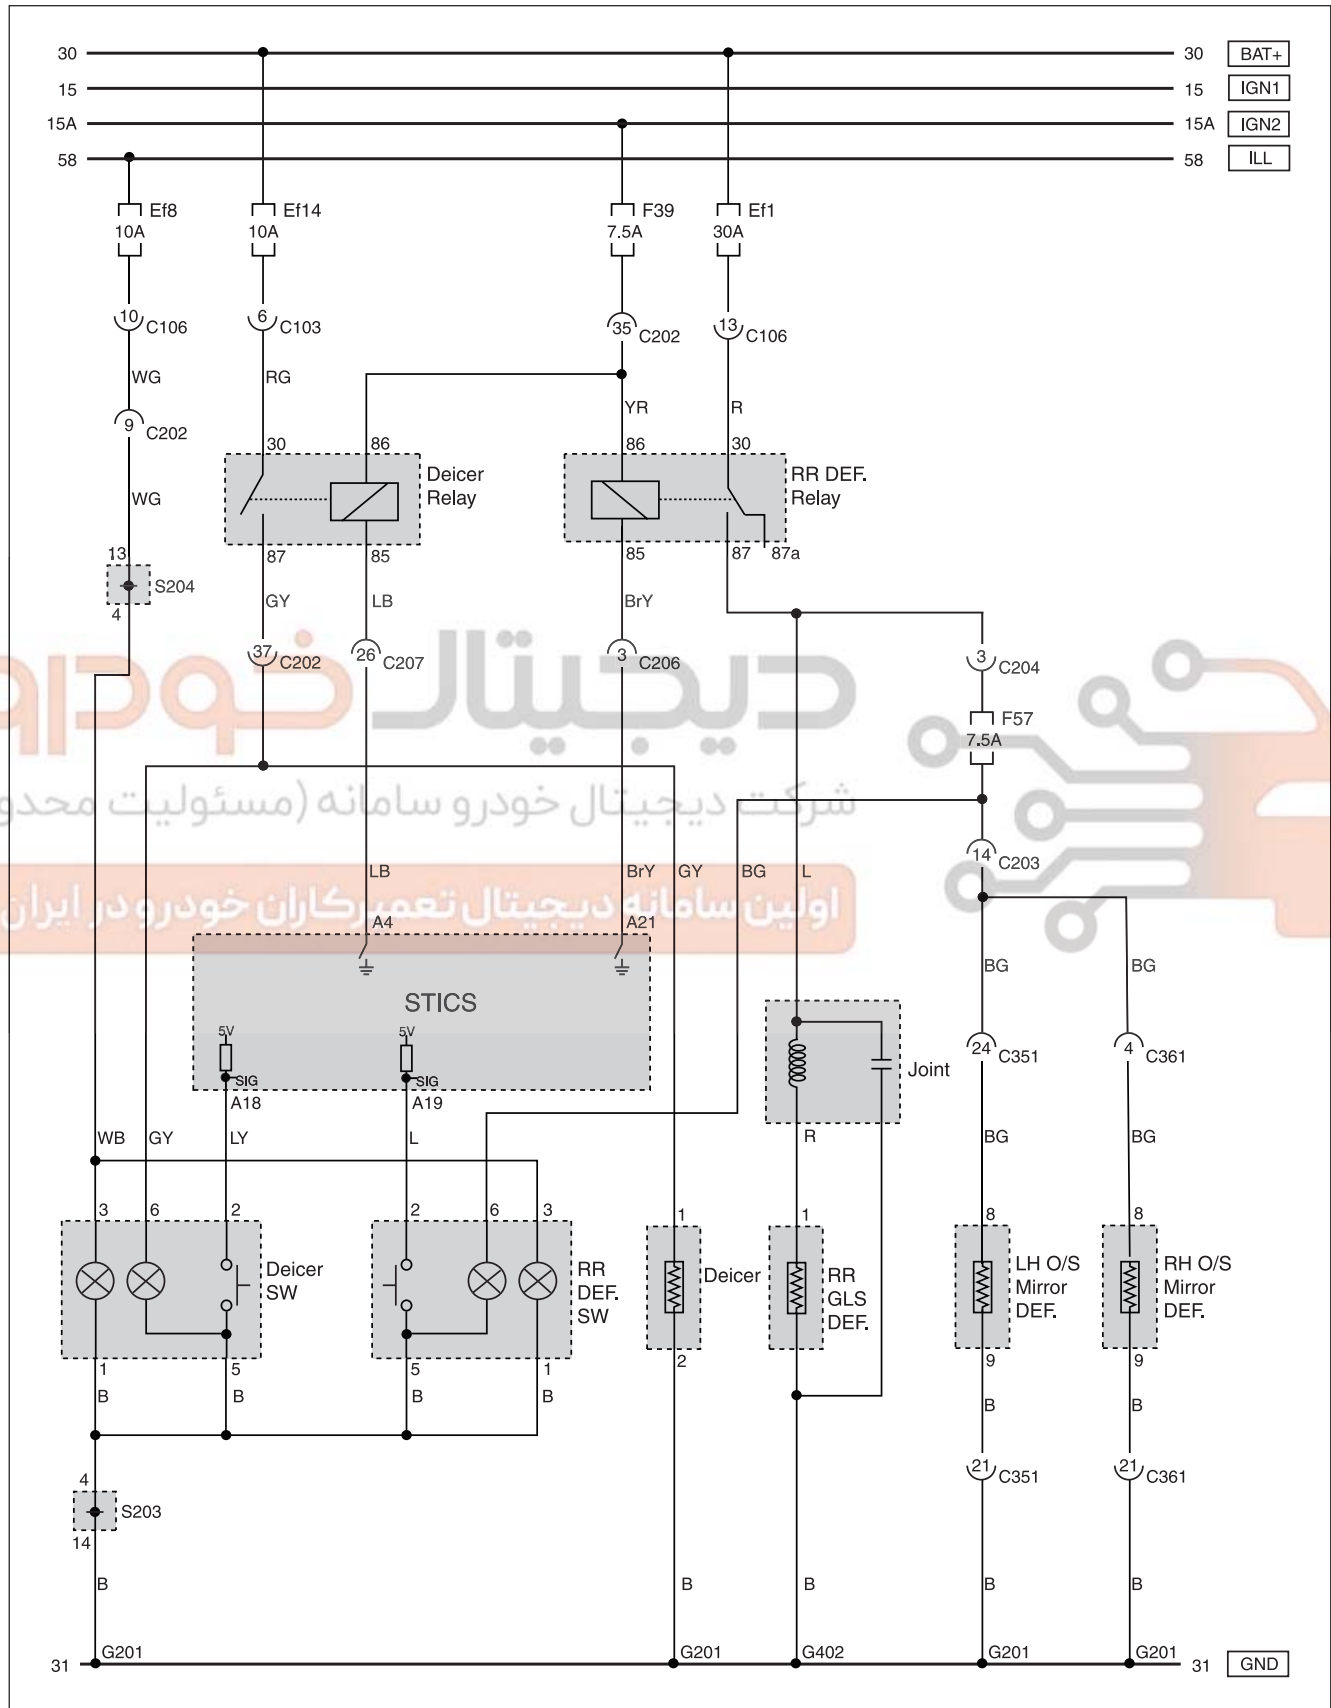 30 30 BAT+
15 15 IGN1
15A 15A IGN2
58 58 ILL
Ef8 Ef14 F39 Ef1
10A 10A 7.5A 30A
10 C106 6 C103 35 C202 13 C106
WG RG YR R
9 C202
30 86 86 30
Deicer
Relay
RR DEF.
Relay
WG
87 85 85 87 87a
13
S204
4
GY LB BrY
37 C202 26 C207 3 C206 3 C204
دیجیتال خودرو
F57
7.5A
شرکت دیجیتال خودرو سامانه (مسئولیت محدو
14 C203
LB BrY GY BG L
اولین سامانه دیجیتال تعمیرکاران خودرو در ایران
A4 A21
BG BG
STICS
5V 5V
24 C351 4 C361
Joint
SIG SIG
A18 A19
WB GY LY L R BG BG
3 6 2 2 6 3 1 1 8 8
Deicer
SW
RR
DEF.
SW
Deicer
RR
GLS
DEF.
LH O/S
Mirror
DEF.
RH O/S
Mirror
DEF.
1 5 5 1 2 9 9
B B B B B B
21 C351 21 C361
4
S203
14
B B B B B
31 G201 G201 G402 G201 G201 31 GND